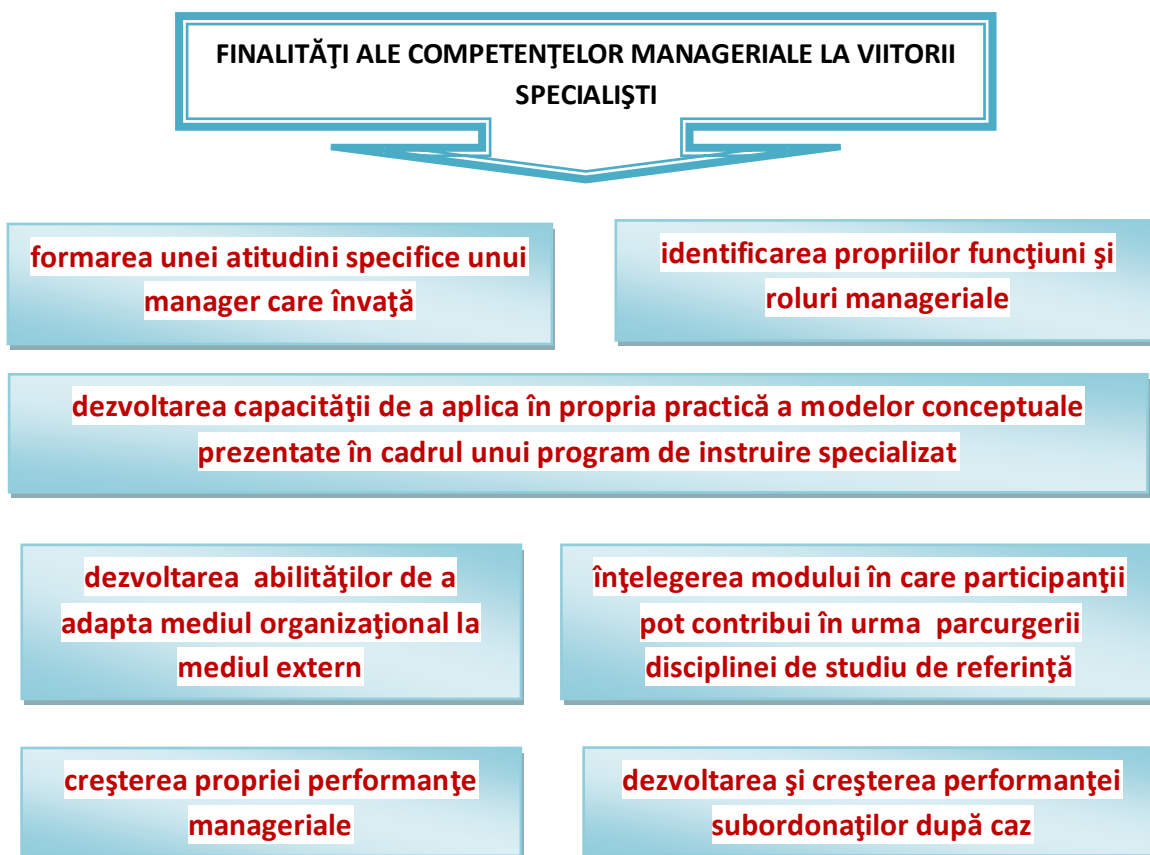 FINALITĂŢI ALE COMPETENŢELOR MANAGERIALE LA VIITORII
SPECIALIŞTI
formarea unei atitudini specifice unui
manager care învaţă
identificarea propriilor funcţiuni şi
roluri manageriale
dezvoltarea capacităţii de a aplica în propria practică a modelor conceptuale
prezentate în cadrul unui program de instruire specializat
dezvoltarea abilităţilor de a
adapta mediul organizaţional la
mediul extern
înţelegerea modului în care participanţii
pot contribui în urma parcurgerii
disciplinei de studiu de referinţă
creşterea propriei performanţe
manageriale
dezvoltarea şi creşterea performanţei
subordonaţilor după caz